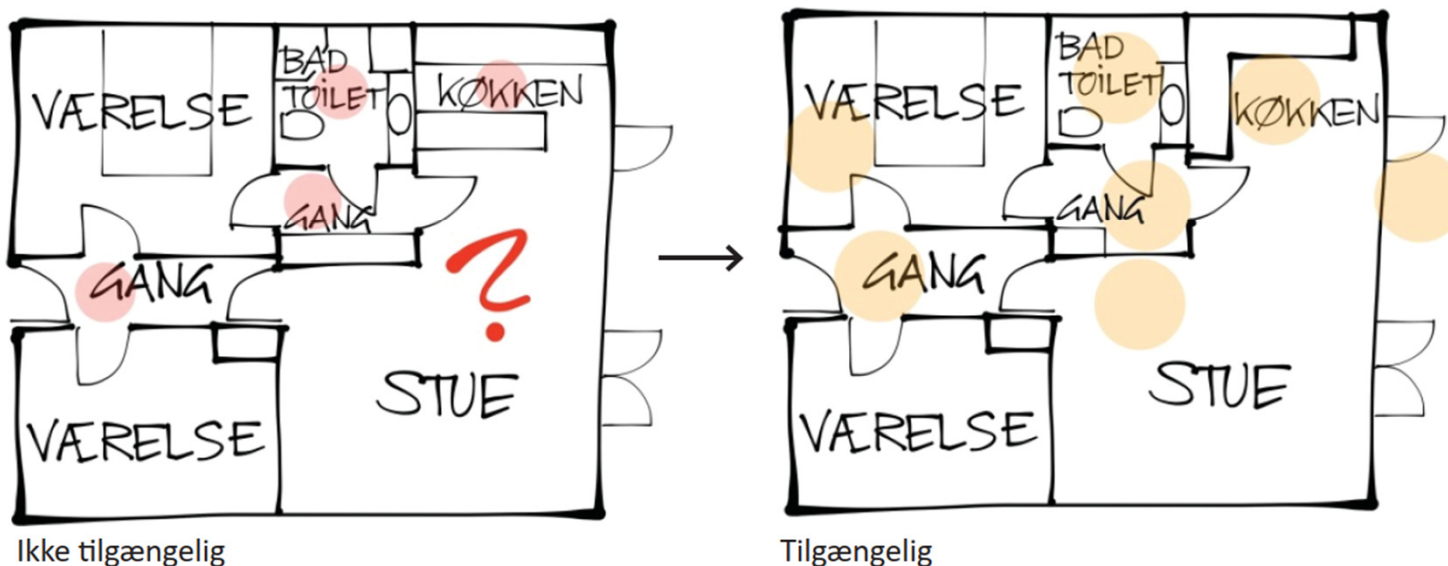 VÆRELSE
BAD
TOILET
KØKKEN
GANG
GANG
?
STUE
VÆRELSE
Ikke tilgængelig
VÆRELSE
BAD
TOILET
KØKKEN
GANG
GANG
STUE
VÆRELSE
Tilgængelig